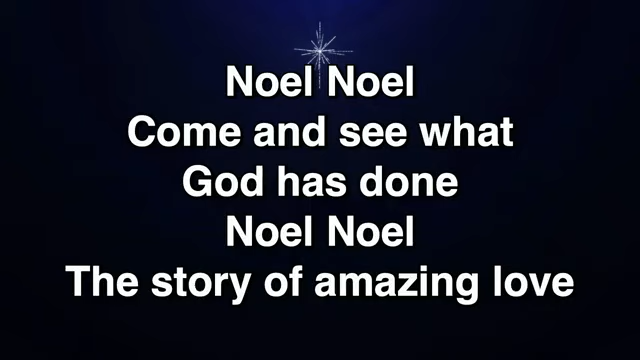 Noel Noel
Come and see what
God has done
Noel Noel
The story of amazing love